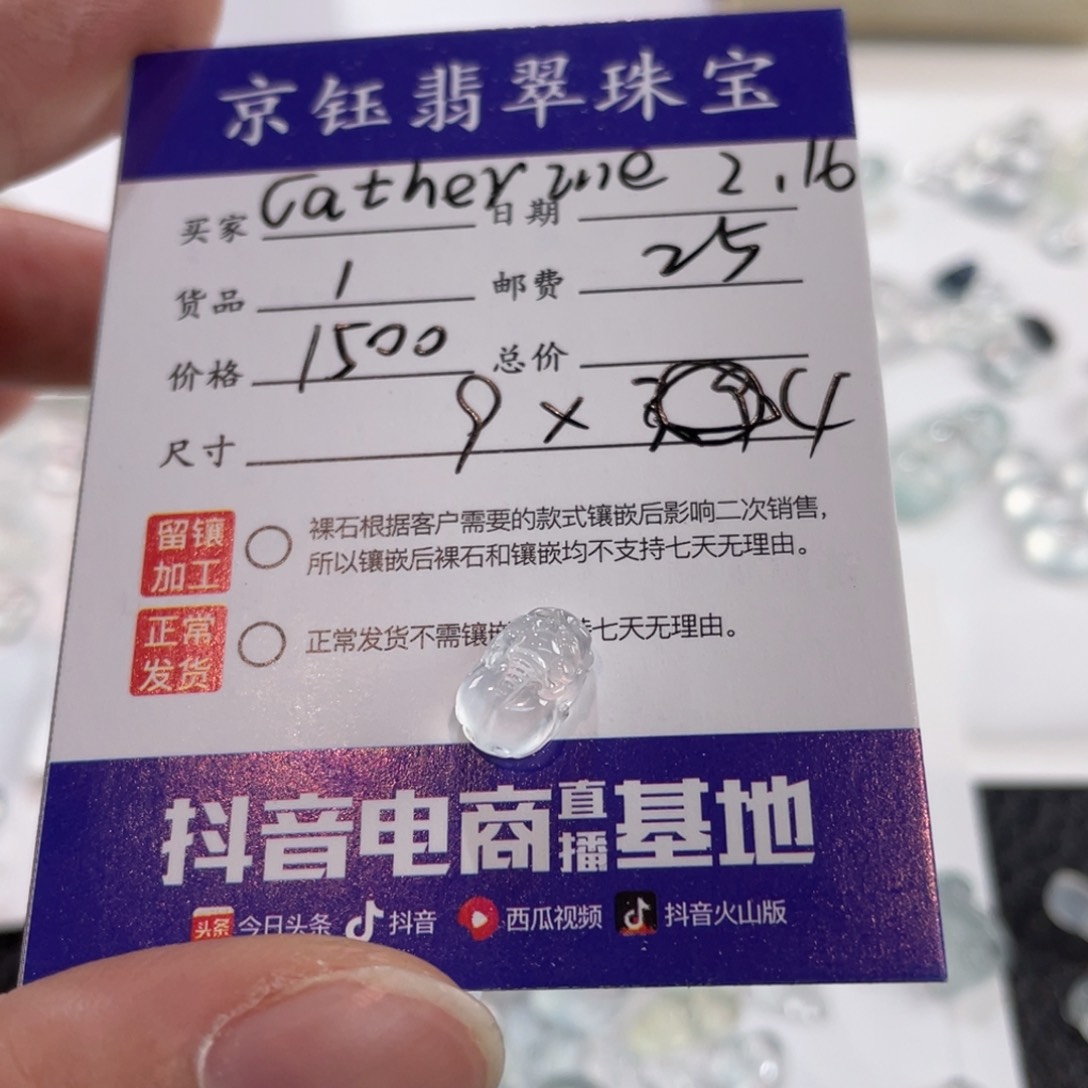 京钰翡翠珠宝
买家 Catherine 日期 2.16
货品 1 邮费 25
价格 1500 总价
尺寸
留镶加工 裸石根据客户需要的款式镶嵌后影响二次销售，
所以镶嵌后裸石和镶嵌均不支持七天无理由。
正常发货 正常发货不需镶 七天无理由。
抖音电商直播基地
头条 今日头条 抖音 西瓜视频 抖音火山版